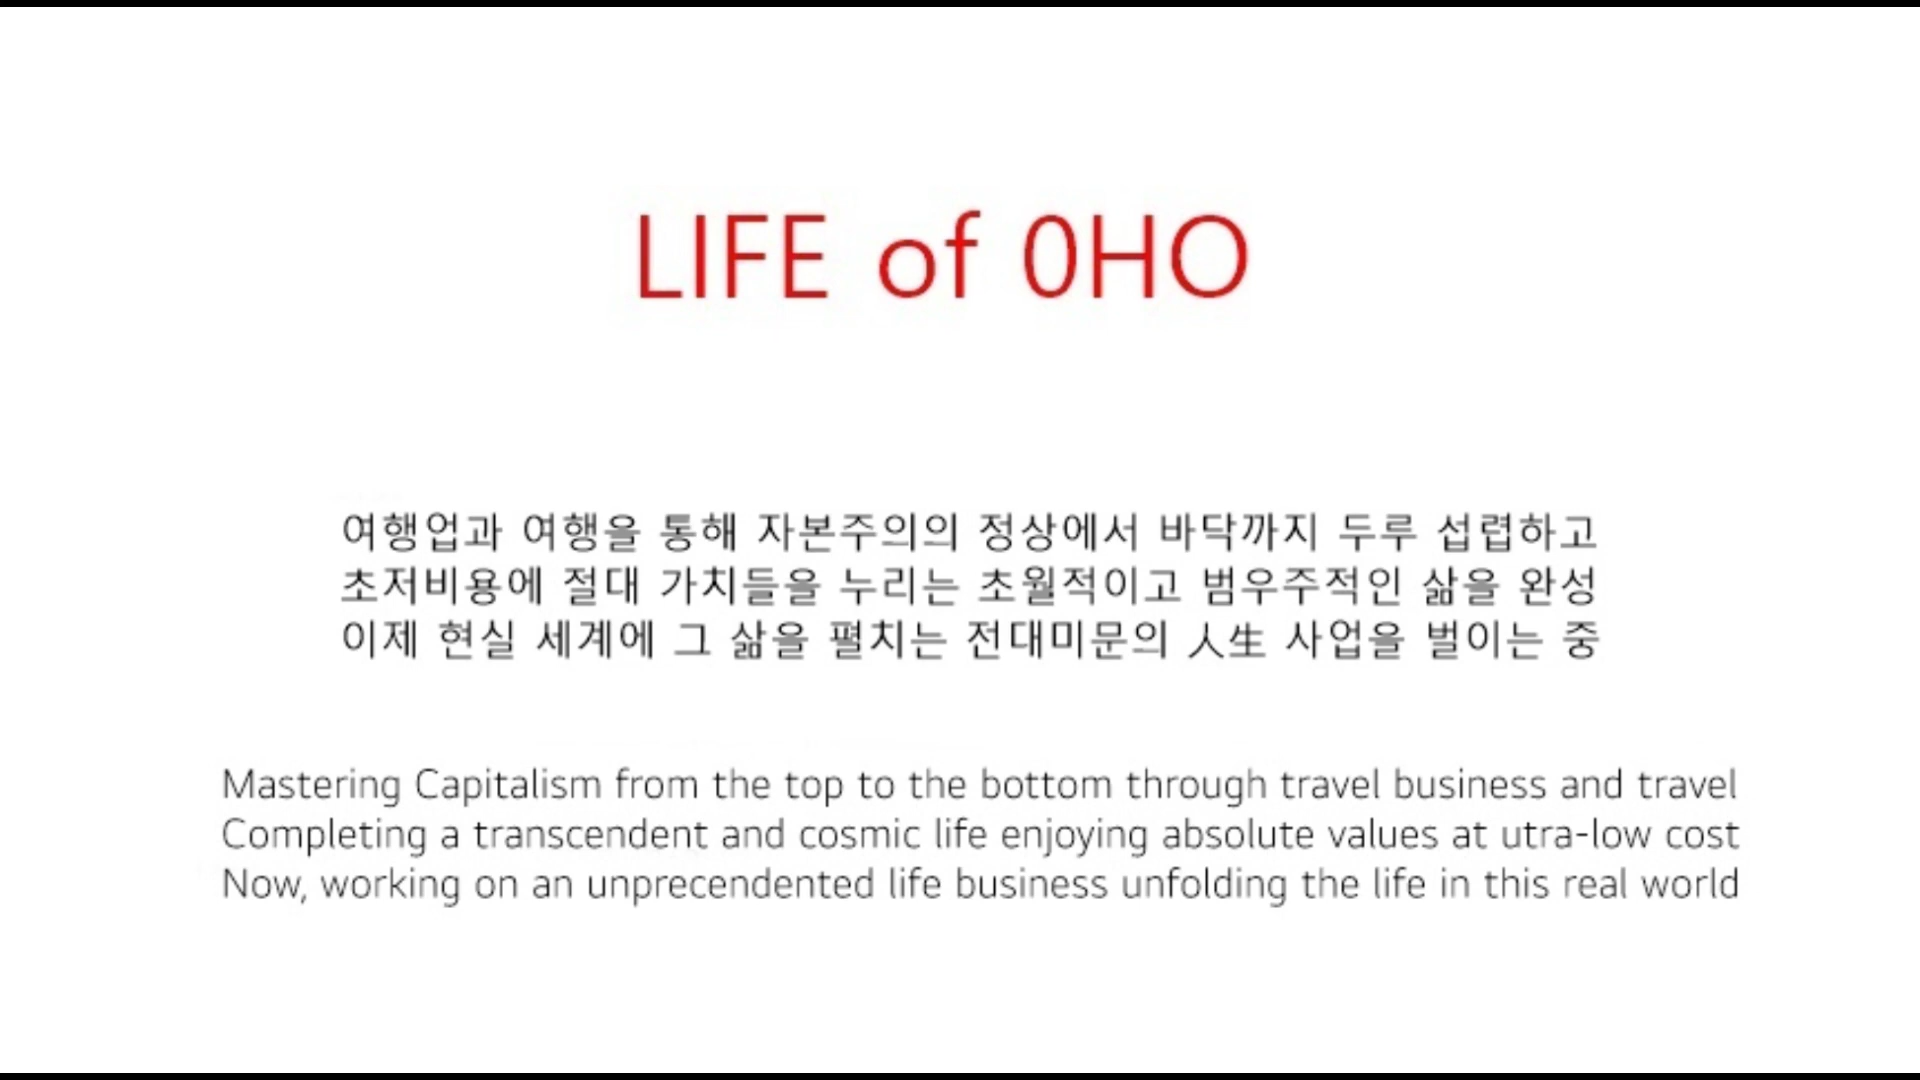 LIFE of 0HO
여행업과 여행을 통해 자본주의의 정상에서 바닥까지 두루 섭렵하고
초저비용에 절대 가치들을 누리는 초월적이고 범우주적인 삶을 완성
이제 현실 세계에 그 삶을 펼치는 전대미문의 人生 사업을 벌이는 중
Mastering Capitalism from the top to the bottom through travel business and travel
Completing a transcendent and cosmic life enjoying absolute values at utra-low cost
Now, working on an unprecendented life business unfolding the life in this real world